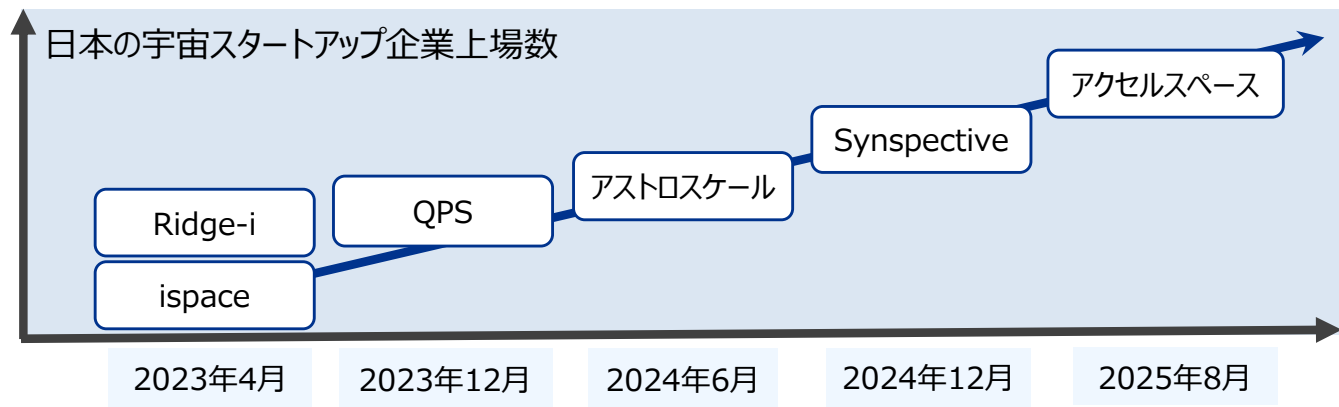 日本の宇宙スタートアップ企業上場数
アクセルスペース
Synspective
アストロスケール
QPS
Ridge-i
ispace
2023年4月
2023年12月
2024年6月
2024年12月
2025年8月